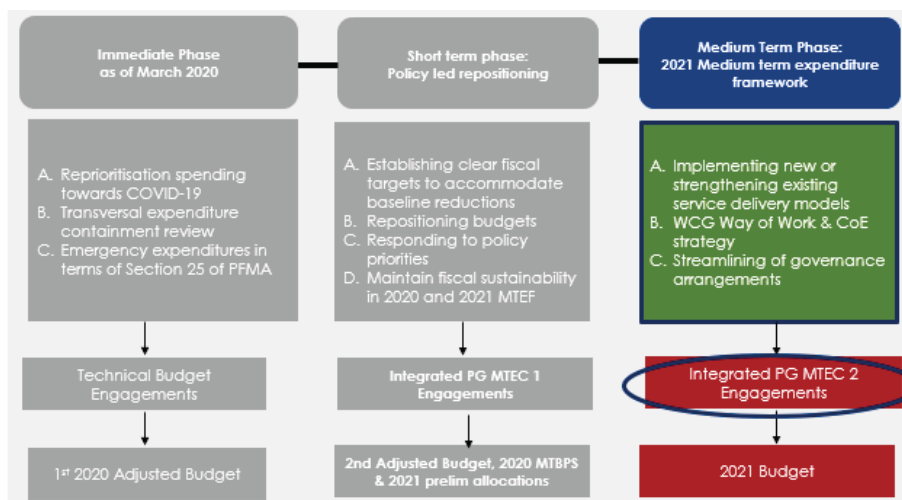 Immediate Phase
as of March 2020
Short term phase:
Policy led repositioning
Medium Term Phase:
2021 Medium term expenditure
framework
A. Reprioritisation spending
towards COVID-19
B. Transversal expenditure
containment review
C. Emergency expenditures in
terms of Section 25 of PFMA
A. Establishing clear fiscal
targets to accommodate
baseline reductions
B. Repositioning budgets
C. Responding to policy
priorities
D. Maintain fiscal sustainability
in 2020 and 2021 MTEF
A. Implementing new or
strengthening existing
service delivery models
B. WCG Way of Work & CoE
strategy
C. Streamlining of governance
arrangements
Technical Budget
Engagements
Integrated PG MTEC 1
Engagements
Integrated PG MTEC 2
Engagements
1st 2020 Adjusted Budget
2nd Adjusted Budget, 2020 MTBPS
& 2021 prelim allocations
2021 Budget